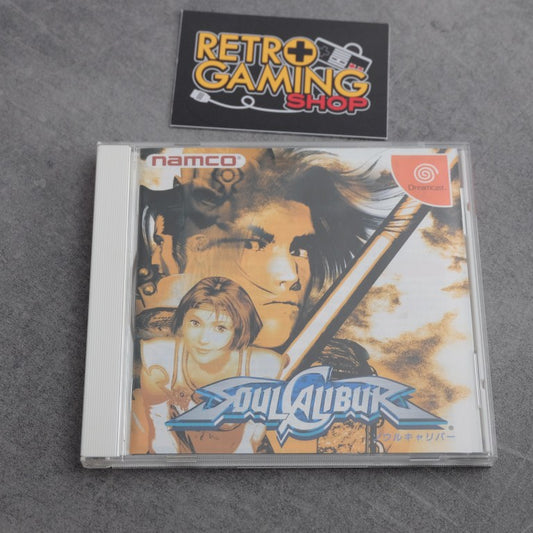 RETRO
GAMING
SHOP
namco
Dreamcast
SOULCALIBUR
ソウルキャリバー